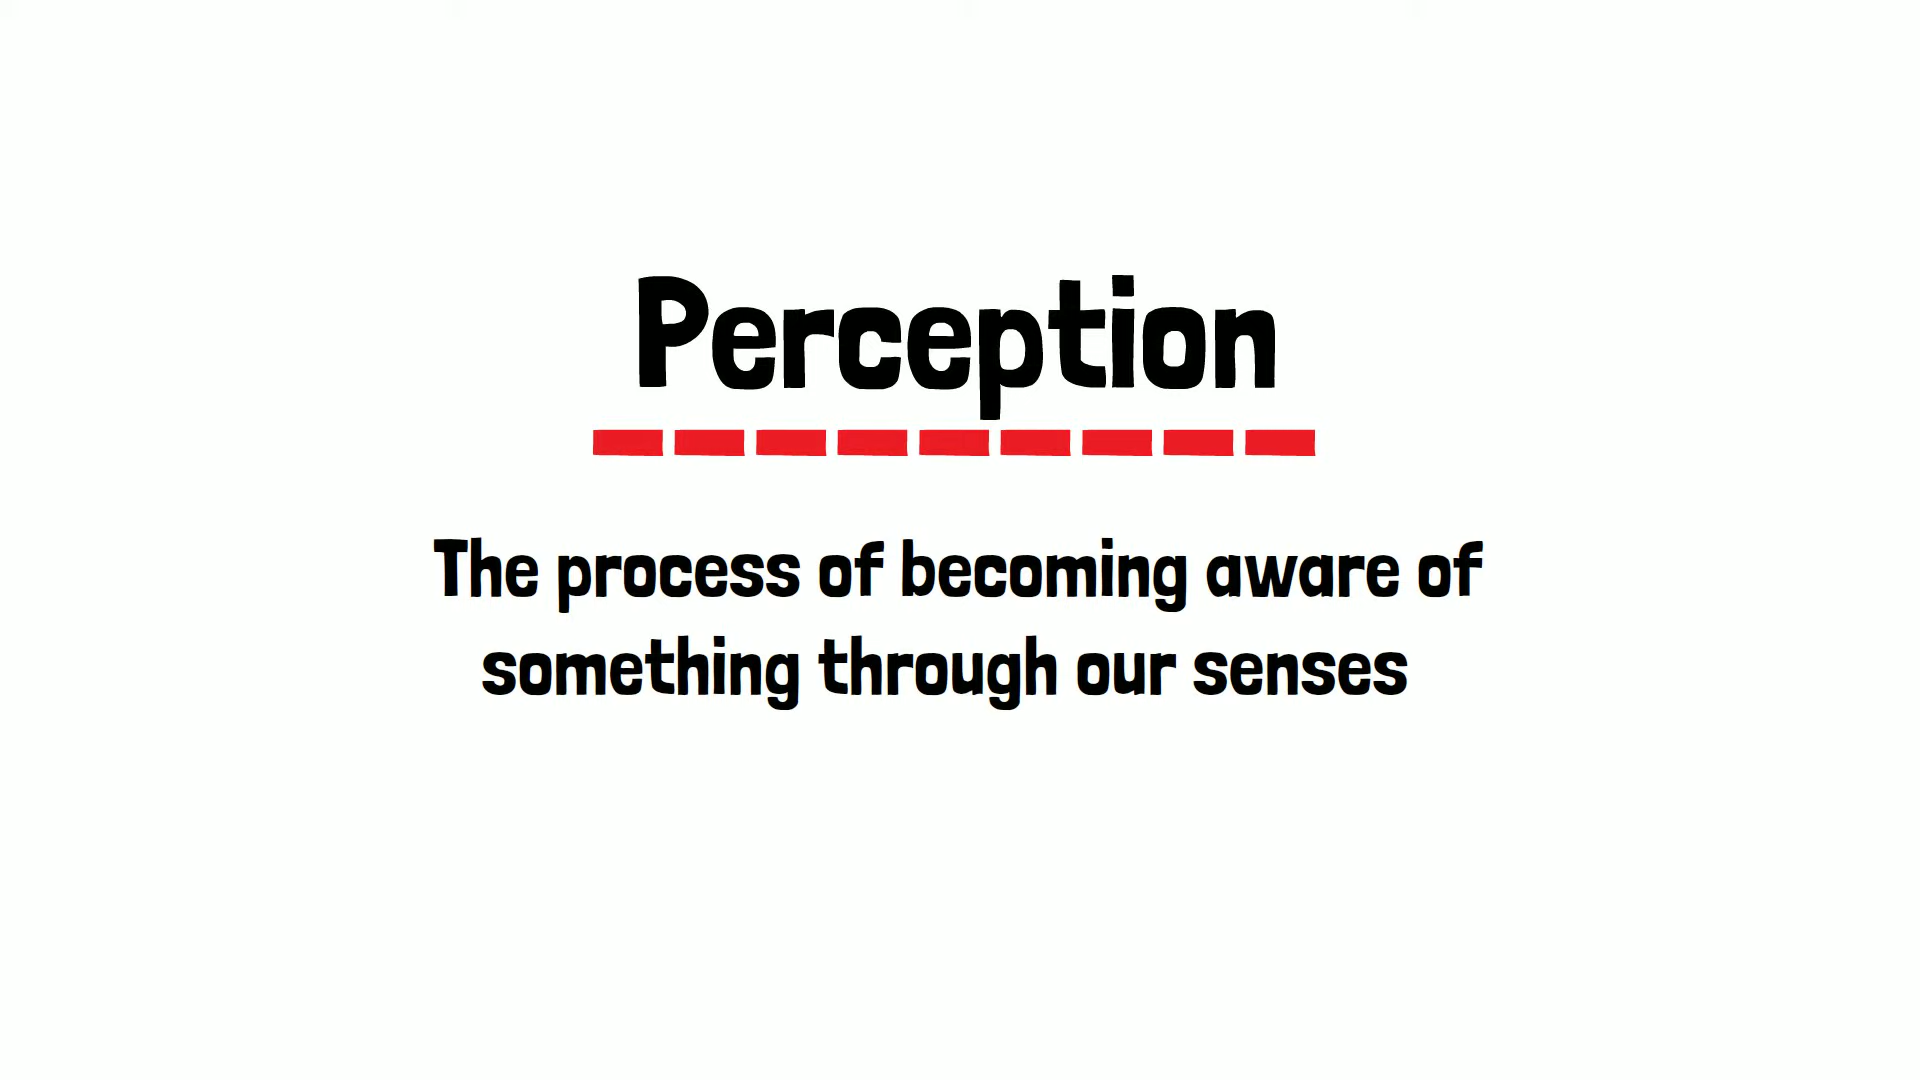 Perception
The process of becoming aware of
something through our senses